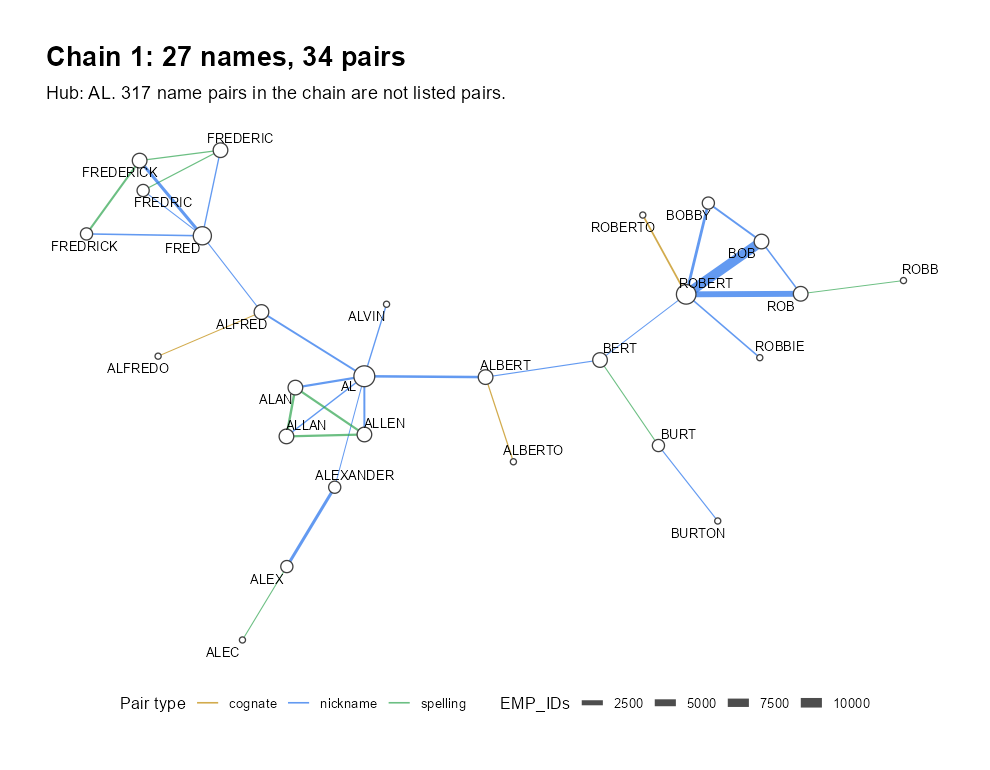 Chain 1: 27 names, 34 pairs
Hub: AL. 317 name pairs in the chain are not listed pairs.
FREDERIC
FREDERICK
FREDRIC
FREDRICK
FRED
BOBBY
ROBERTO
BOB
ROBB
ROBERT
ROB
ALVIN
ALFRED
ROBBIE
BERT
ALFREDO
ALBERT
AL
ALAN
ALLAN
ALLEN
BURT
ALBERTO
ALEXANDER
BURTON
ALEX
ALEC
Pair type cognate nickname spelling EMP_IDs 2500 5000 7500 10000